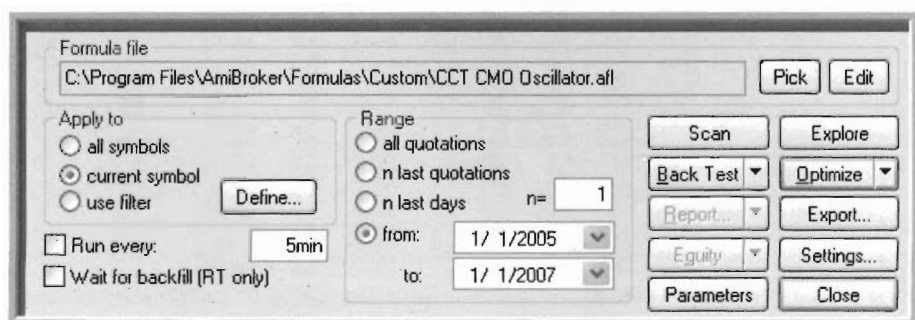 Formula file
C:\Program Files\AmiBroker\Formulas\Custom\CCT CMO Oscillator.afl
Pick
Edit
Apply to
all symbols
current symbol
use filter
Define...
Run every:
5min
Wait for backfill (RT only)
Range
all quotations
n last quotations
n last days
n=
1
from:
1/ 1/2005
to:
1/ 1/2007
Scan
Explore
Back Test
Optimize
Report...
Export...
Equity
Settings...
Parameters
Close